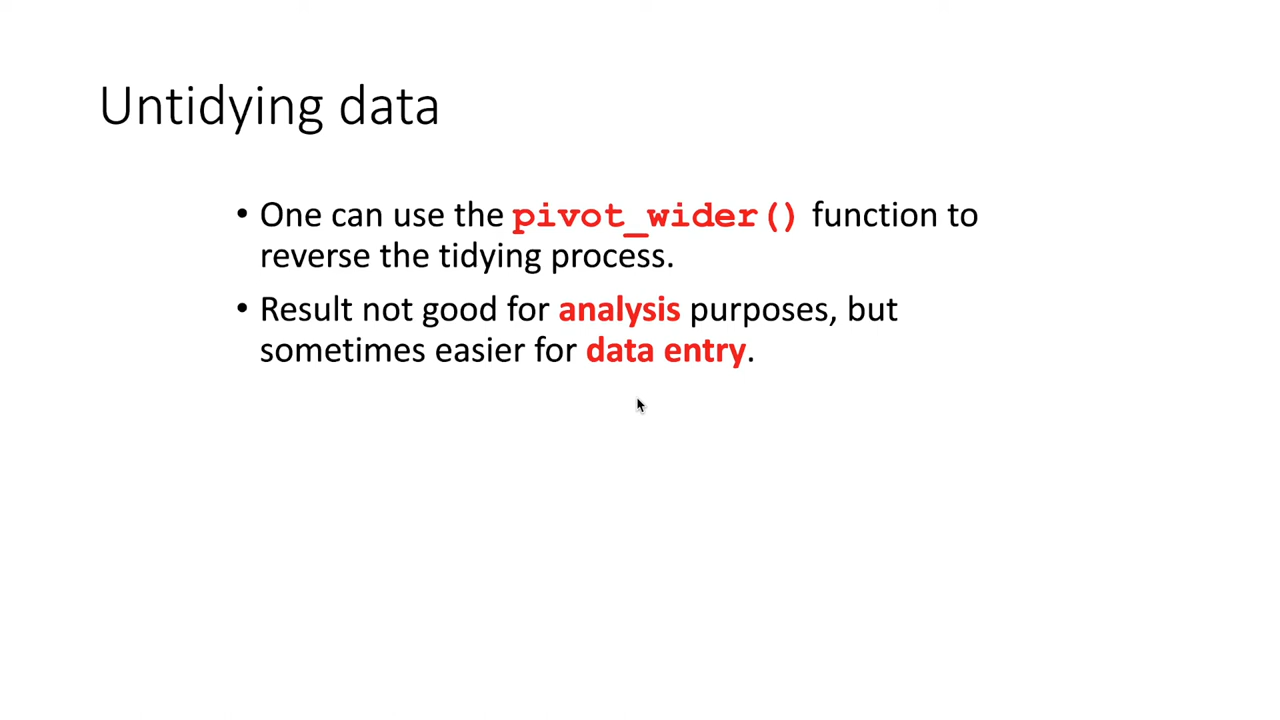 Untidying data
• One can use the pivot_wider() function to
reverse the tidying process.
• Result not good for analysis purposes, but
sometimes easier for data entry.